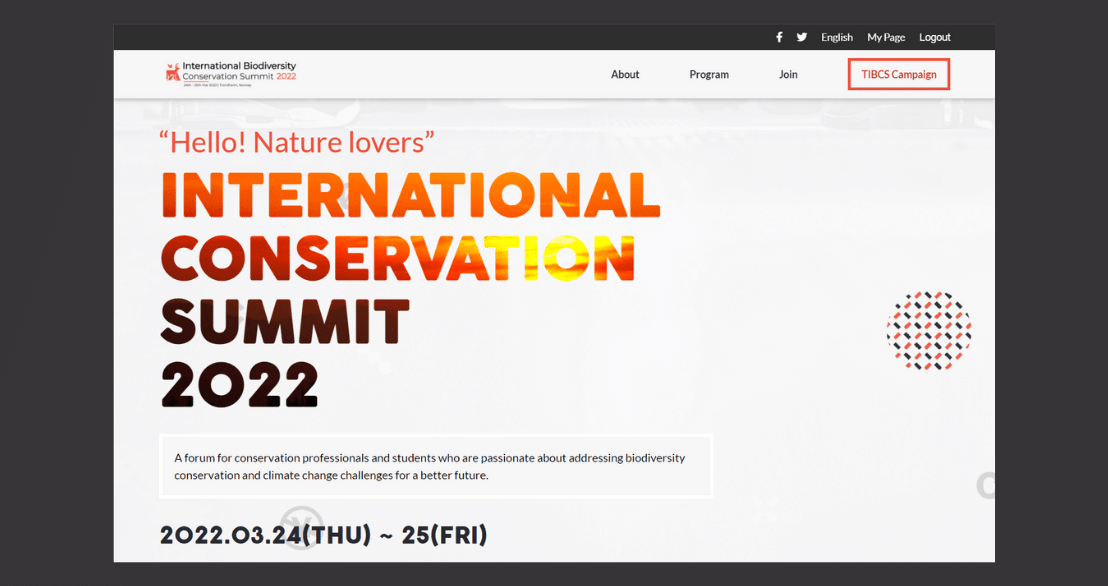 English My Page Logout
International Biodiversity
Conservation Summit 2022
About Program Join TIBCS Campaign
“Hello! Nature lovers”
INTERNATIONAL
CONSERVATION
SUMMIT
2022
A forum for conservation professionals and students who are passionate about addressing biodiversity
conservation and climate change challenges for a better future.
2022.03.24(THU) ~ 25(FRI)